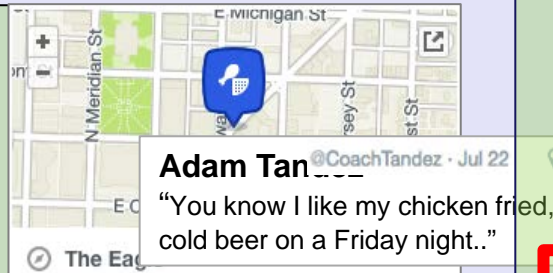 E Michigan St
N Meridian St
Adam Tandez
@CoachTandez · Jul 22
“You know I like my chicken fried,
cold beer on a Friday night..”
The Eag